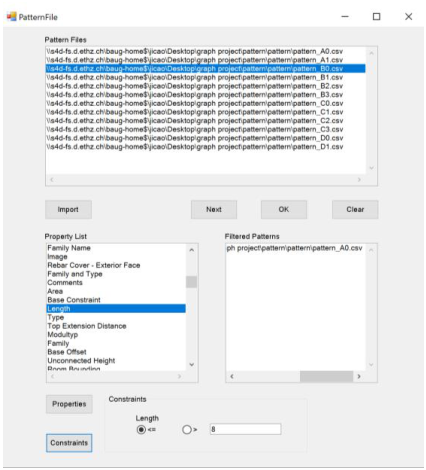 PatternFile
Pattern Files
\\s4d-fs.d.ethz.ch\baug-home$\jicao\Desktop\graph project\pattern\pattern\pattern_A0.csv
\\s4d-fs.d.ethz.ch\baug-home$\jicao\Desktop\graph project\pattern\pattern\pattern_A1.csv
\\s4d-fs.d.ethz.ch\baug-home$\jicao\Desktop\graph project\pattern\pattern\pattern_B0.csv
\\s4d-fs.d.ethz.ch\baug-home$\jicao\Desktop\graph project\pattern\pattern\pattern_B1.csv
\\s4d-fs.d.ethz.ch\baug-home$\jicao\Desktop\graph project\pattern\pattern\pattern_B2.csv
\\s4d-fs.d.ethz.ch\baug-home$\jicao\Desktop\graph project\pattern\pattern\pattern_B3.csv
\\s4d-fs.d.ethz.ch\baug-home$\jicao\Desktop\graph project\pattern\pattern\pattern_C0.csv
\\s4d-fs.d.ethz.ch\baug-home$\jicao\Desktop\graph project\pattern\pattern\pattern_C1.csv
\\s4d-fs.d.ethz.ch\baug-home$\jicao\Desktop\graph project\pattern\pattern\pattern_C2.csv
\\s4d-fs.d.ethz.ch\baug-home$\jicao\Desktop\graph project\pattern\pattern\pattern_C3.csv
\\s4d-fs.d.ethz.ch\baug-home$\jicao\Desktop\graph project\pattern\pattern\pattern_D0.csv
\\s4d-fs.d.ethz.ch\baug-home$\jicao\Desktop\graph project\pattern\pattern\pattern_D1.csv
Import
Next
OK
Clear
Property List
Family Name
Image
Rebar Cover - Exterior Face
Family and Type
Comments
Area
Base Constraint
Length
Type
Top Extension Distance
Modultyp
Family
Base Offset
Unconnected Height
Room Bounding
Filtered Patterns
ph project\pattern\pattern\pattern_A0.csv
Properties
Constraints
Constraints
Length
<=
>
8